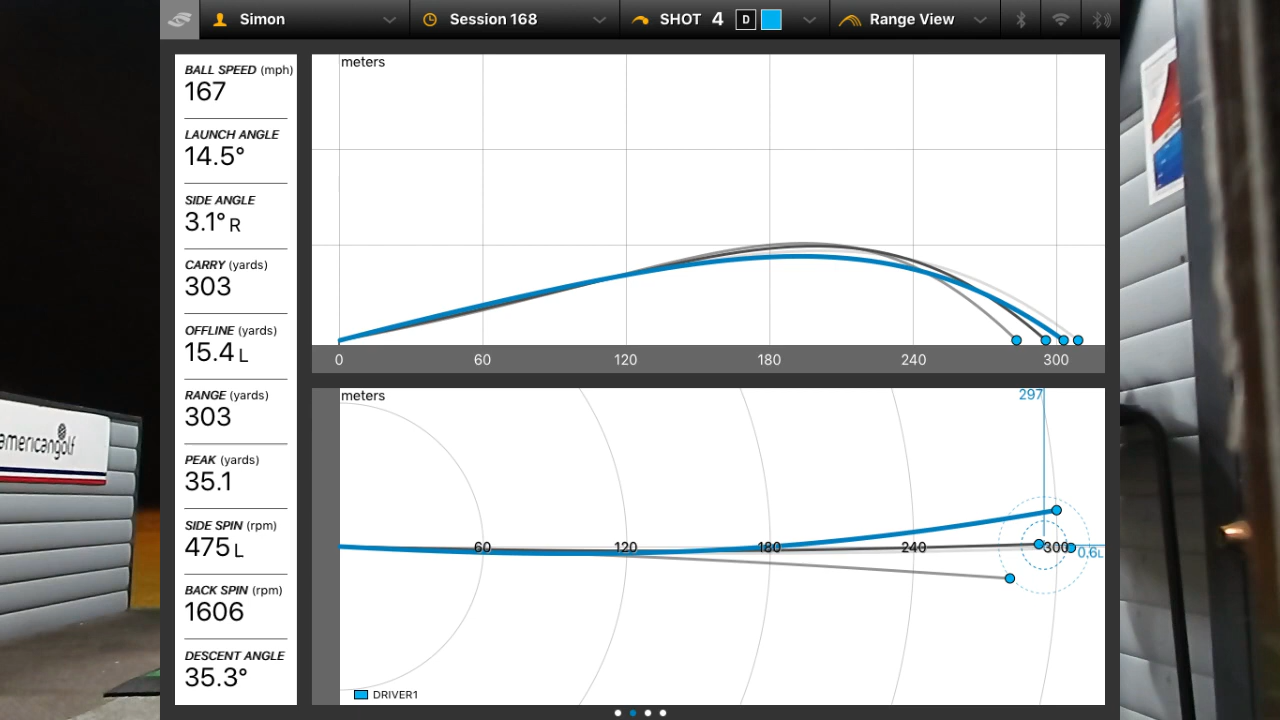 Simon
Session 168
SHOT 4 D
Range View
BALL SPEED (mph)
167
LAUNCH ANGLE
14.5°
SIDE ANGLE
3.1° R
CARRY (yards)
303
OFFLINE (yards)
15.4 L
RANGE (yards)
303
PEAK (yards)
35.1
SIDE SPIN (rpm)
475 L
BACK SPIN (rpm)
1606
DESCENT ANGLE
35.3°
meters
0 60 120 180 240 300
meters
297
60 120 180 240 300
0.6L
DRIVER1
americangolf